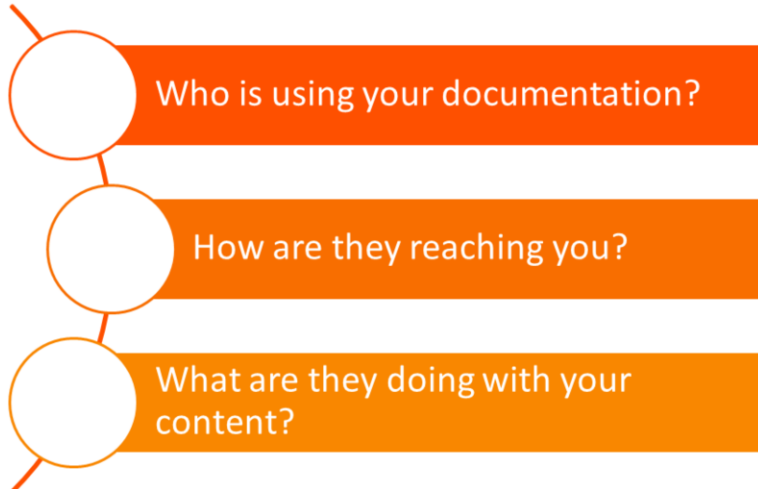 Who is using your documentation?
How are they reaching you?
What are they doing with your
content?